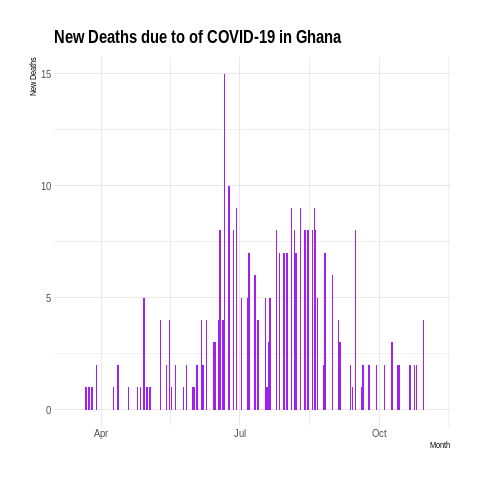 New Deaths due to of COVID-19 in Ghana
New Deaths
15
10
5
0
Apr
Jul
Oct
Month